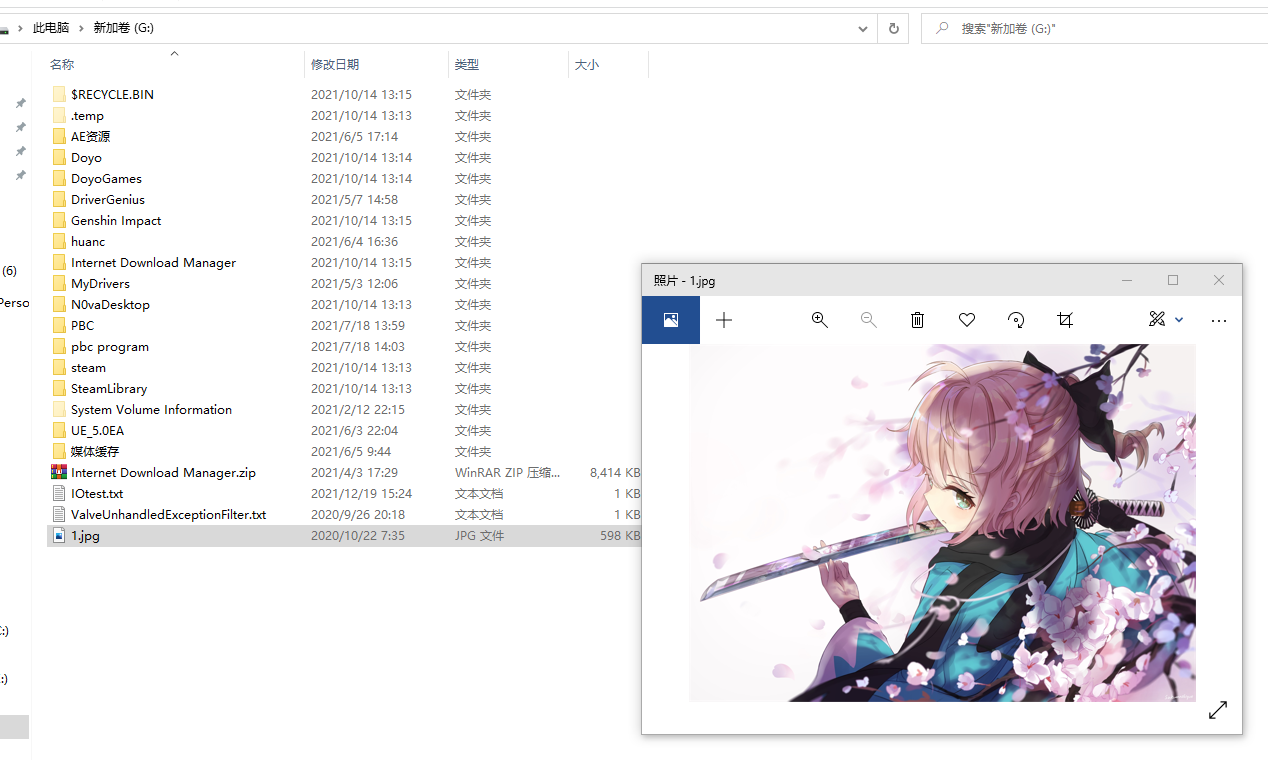 此电脑 › 新加卷 (G:)
搜索"新加卷 (G:)"
名称 修改日期 类型 大小
$RECYCLE.BIN 2021/10/14 13:15 文件夹
.temp 2021/10/14 13:13 文件夹
AE资源 2021/6/5 17:14 文件夹
Doyo 2021/10/14 13:14 文件夹
DoyoGames 2021/10/14 13:14 文件夹
DriverGenius 2021/5/7 14:58 文件夹
Genshin Impact 2021/10/14 13:15 文件夹
huanc 2021/6/4 16:36 文件夹
(6)
Internet Download Manager 2021/10/14 13:15 文件夹
MyDrivers 2021/5/3 12:06 文件夹
Perso
N0vaDesktop 2021/10/14 13:13 文件夹
PBC 2021/7/18 13:59 文件夹
pbc program 2021/7/18 14:03 文件夹
steam 2021/10/14 13:13 文件夹
SteamLibrary 2021/10/14 13:13 文件夹
System Volume Information 2021/2/12 22:15 文件夹
UE_5.0EA 2021/6/3 22:04 文件夹
媒体缓存 2021/6/5 9:44 文件夹
Internet Download Manager.zip 2021/4/3 17:29 WinRAR ZIP 压缩... 8,414 KB
IOtest.txt 2021/12/19 15:24 文本文档 1 KB
ValveUnhandledExceptionFilter.txt 2020/9/26 20:18 文本文档 1 KB
1.jpg 2020/10/22 7:35 JPG 文件 598 KB
:)
:)
照片 - 1.jpg